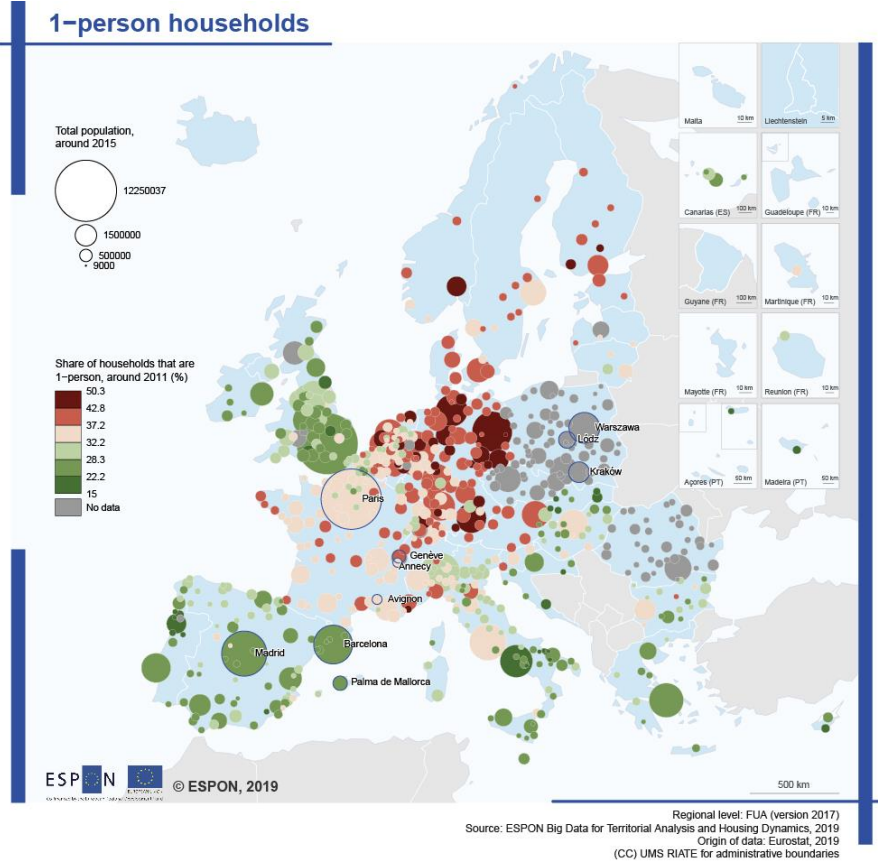 1−person households
Total population,
around 2015
12250037
1500000
500000
9000
Share of households that are
1−person, around 2011 (%)
50.3
42.8
37.2
32.2
28.3
22.2
15
No data
Malta
10 km
Liechtenstein
5 km
Canarias (ES)
100 km
Guadeloupe (FR)
10 km
Guyane (FR)
100 km
Martinique (FR)
10 km
Mayotte (FR)
10 km
Reunion (FR)
10 km
Açores (PT)
50 km
Madeira (PT)
50 km
Warszawa
Lódz
Kraków
Paris
Genève
Annecy
Avignon
Barcelona
Madrid
Palma de Mallorca
ESPON
© ESPON, 2019
500 km
Regional level: FUA (version 2017)
Source: ESPON Big Data for Territorial Analysis and Housing Dynamics, 2019
Origin of data: Eurostat, 2019
(CC) UMS RIATE for administrative boundaries